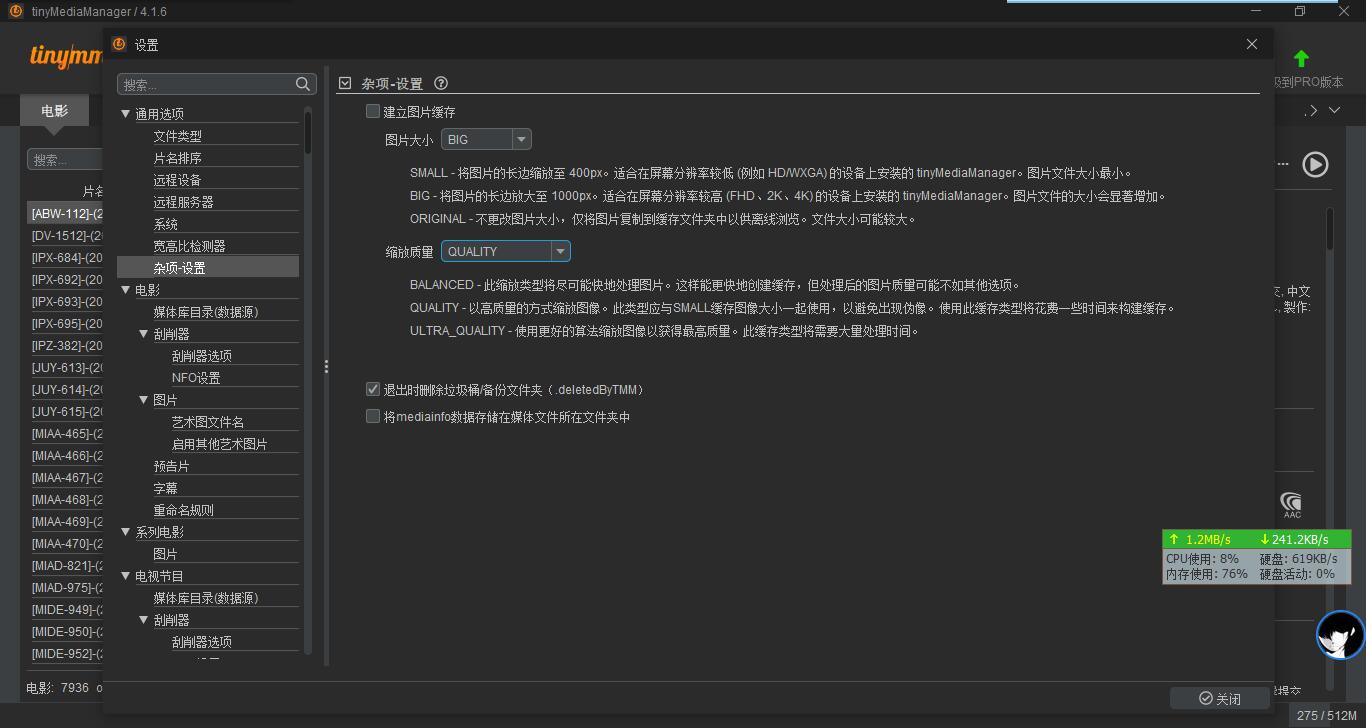 tinyMediaManager / 4.1.6
设置
电影
搜索...
片名
[ABW-112]-(2
[DV-1512]-(20
[IPX-684]-(20
[IPX-692]-(20
[IPX-693]-(20
[IPX-695]-(20
[IPZ-382]-(20
[JUY-613]-(20
[JUY-614]-(20
[JUY-615]-(20
[MIAA-465]-(2
[MIAA-466]-(2
[MIAA-467]-(2
[MIAA-468]-(2
[MIAA-469]-(2
[MIAA-470]-(2
[MIAD-821]-(2
[MIAD-975]-(2
[MIDE-949]-(2
[MIDE-950]-(2
[MIDE-952]-(2
电影: 7936 o
搜索...
通用选项
文件类型
片名排序
远程设备
远程服务器
系统
宽高比检测器
杂项-设置
电影
媒体库目录(数据源)
刮削器
刮削器选项
NFO设置
图片
艺术图文件名
启用其他艺术图片
预告片
字幕
重命名规则
系列电影
图片
电视节目
媒体库目录(数据源)
刮削器
刮削器选项
杂项-设置
建立图片缓存
图片大小 BIG
SMALL - 将图片的长边缩放至 400px。适合在屏幕分辨率较低 (例如 HD/WXGA) 的设备上安装的 tinyMediaManager。图片文件大小最小。
BIG - 将图片的长边放大至 1000px。适合在屏幕分辨率较高 (FHD、2K、4K) 的设备上安装的 tinyMediaManager。图片文件的大小会显著增加。
ORIGINAL - 不更改图片大小，仅将图片复制到缓存文件夹中以供离线浏览。文件大小可能较大。
缩放质量 QUALITY
BALANCED - 此缩放类型将尽可能快地处理图片。这样能更快地创建缓存，但处理后的图片质量可能不如其他选项。
QUALITY - 以高质量的方式缩放图像。此类型应与SMALL缓存图像大小一起使用，以避免出现伪像。使用此缓存类型将花费一些时间来构建缓存。
ULTRA_QUALITY - 使用更好的算法缩放图像以获得最高质量。此缓存类型将需要大量处理时间。
退出时删除垃圾桶/备份文件夹（.deletedByTMM）
将mediainfo数据存储在媒体文件所在文件夹中
关闭
及到PRO版本
, 中文
, 製作:
AAC
1.2MB/s 241.2KB/s
CPU使用: 8% 硬盘: 619KB/s
内存使用: 76% 硬盘活动: 0%
提交
275 / 512M